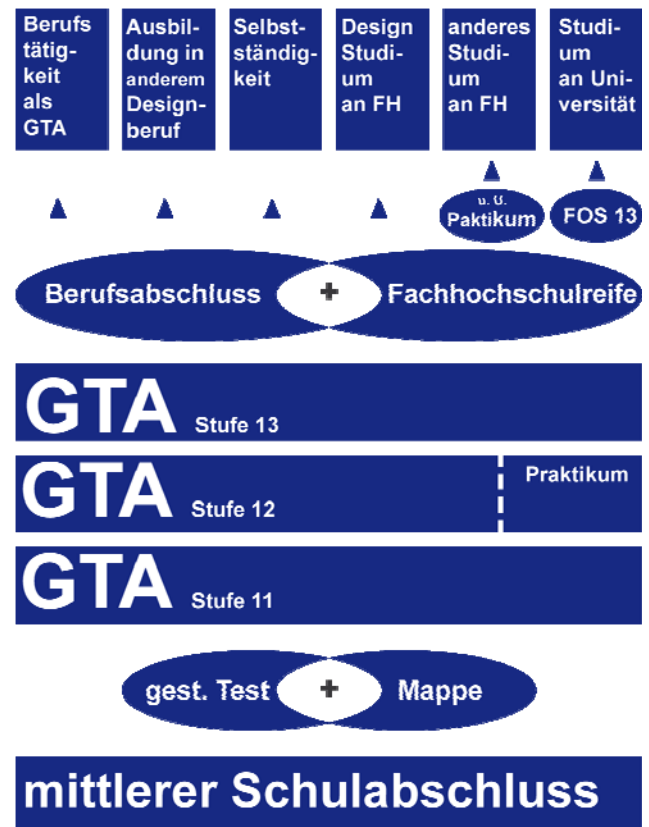 Berufs
tätig-
keit
als
GTA
Ausbil-
dung in
anderem
Design-
beruf
Selbst-
ständig-
keit
Design
Studi-
um
an FH
anderes
Studi-
um
an FH
Studi-
um
an Uni-
versität
u. U.
Paktikum
FOS 13
Berufsabschluss + Fachhochschulreife
GTA Stufe 13
GTA Stufe 12 Praktikum
GTA Stufe 11
gest. Test + Mappe
mittlerer Schulabschluss